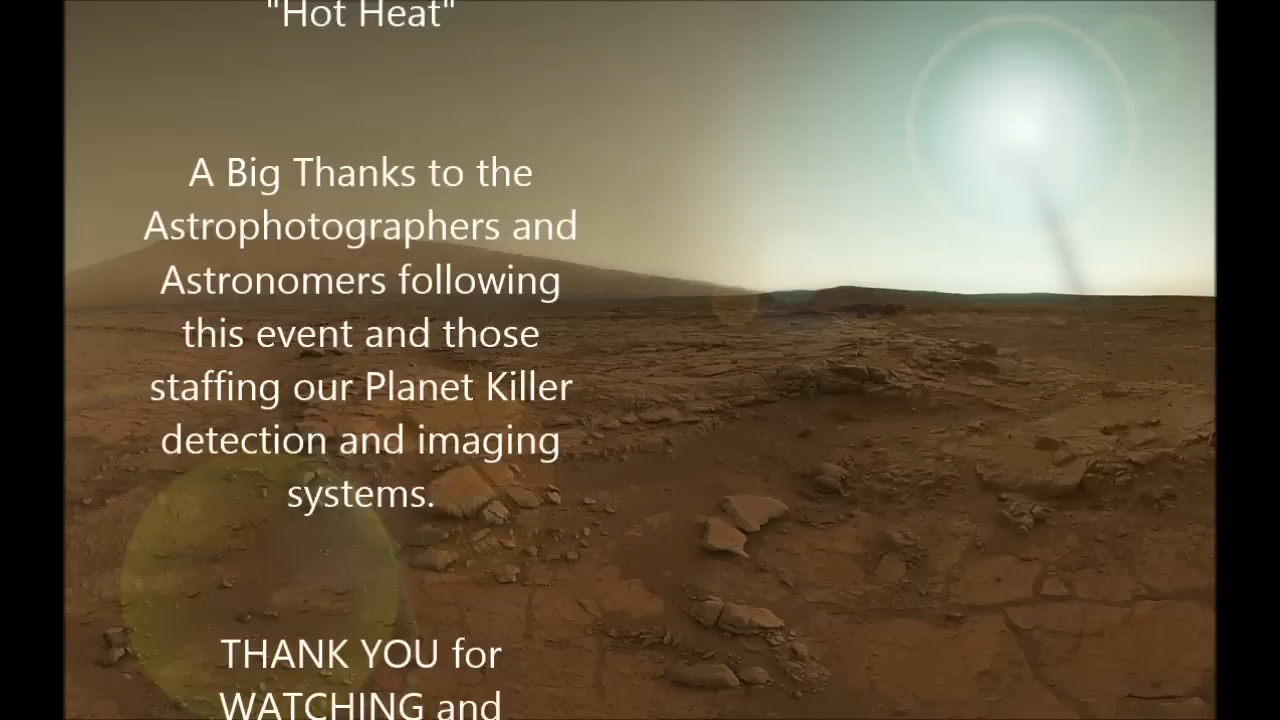 "Hot Heat"
A Big Thanks to the
Astrophotographers and
Astronomers following
this event and those
staffing our Planet Killer
detection and imaging
systems.
THANK YOU for
WATCHING and